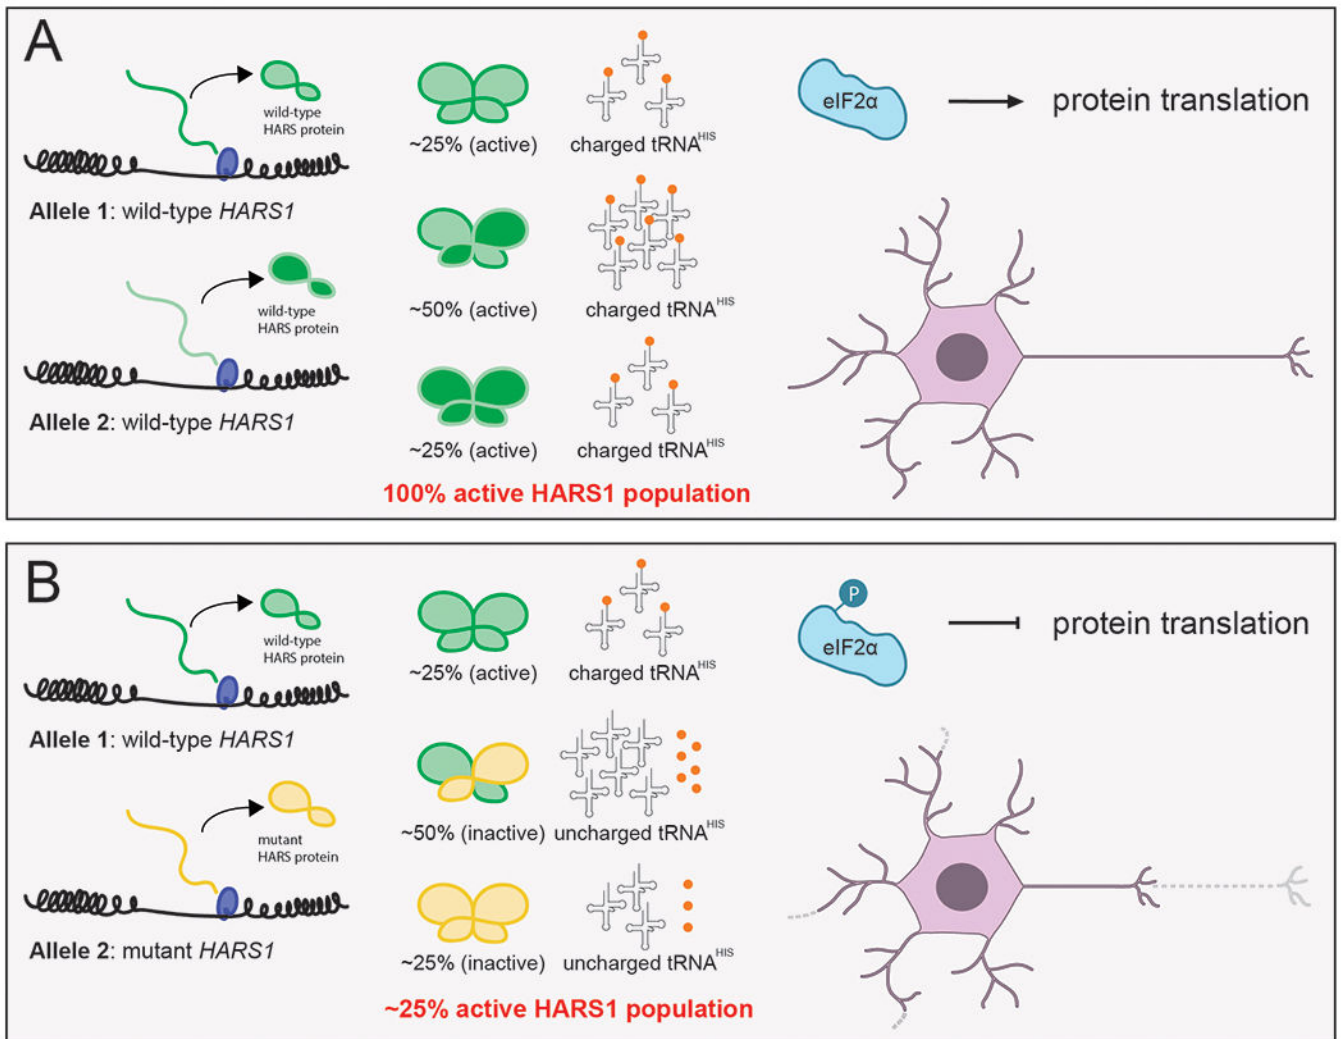 A
wild-type
HARS protein
Allele 1: wild-type HARS1
wild-type
HARS protein
Allele 2: wild-type HARS1
~25% (active)
charged tRNAHIS
~50% (active)
charged tRNAHIS
~25% (active)
charged tRNAHIS
100% active HARS1 population
eIF2α
protein translation
B
wild-type
HARS protein
Allele 1: wild-type HARS1
mutant
HARS protein
Allele 2: mutant HARS1
~25% (active)
charged tRNAHIS
~50% (inactive)
uncharged tRNAHIS
~25% (inactive)
uncharged tRNAHIS
~25% active HARS1 population
P
eIF2α
protein translation